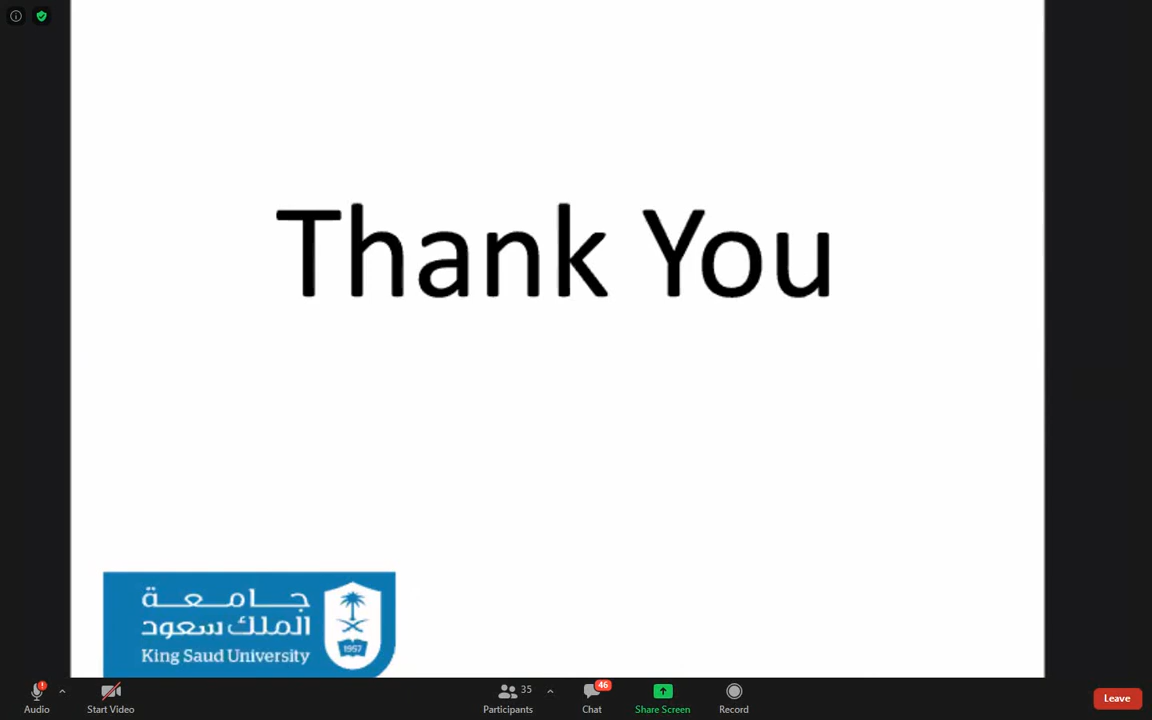 Thank You
جامعة
الملك سعود
King Saud University
1957
Audio
Start Video
35
Participants
46
Chat
Share Screen
Record
Leave